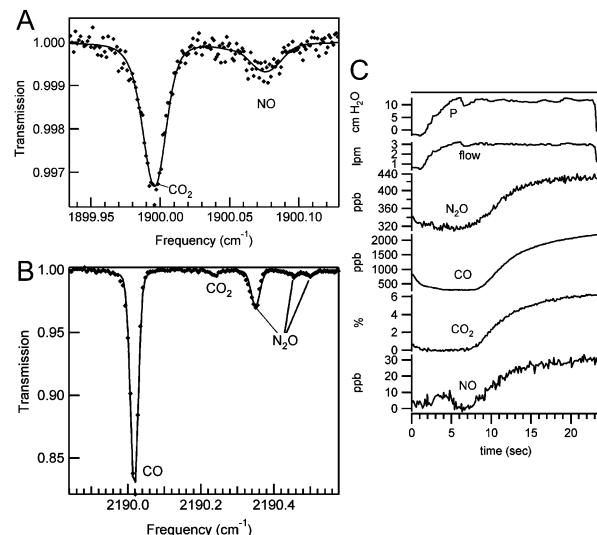 A
1.000
0.999
0.998
0.997
Transmission
NO
CO₂
1899.95
1900.00
1900.05
1900.10
Frequency (cm⁻¹)
B
1.00
0.95
0.90
0.85
Transmission
CO₂
N₂O
CO
2190.0
2190.2
2190.4
Frequency (cm⁻¹)
C
cm H₂O
10
5
0
P
lpm
3
2
1
flow
ppb
440
400
360
320
N₂O
ppb
2000
1500
1000
500
CO
%
6
4
2
0
CO₂
ppb
30
20
10
0
NO
0
5
10
15
20
time (sec)